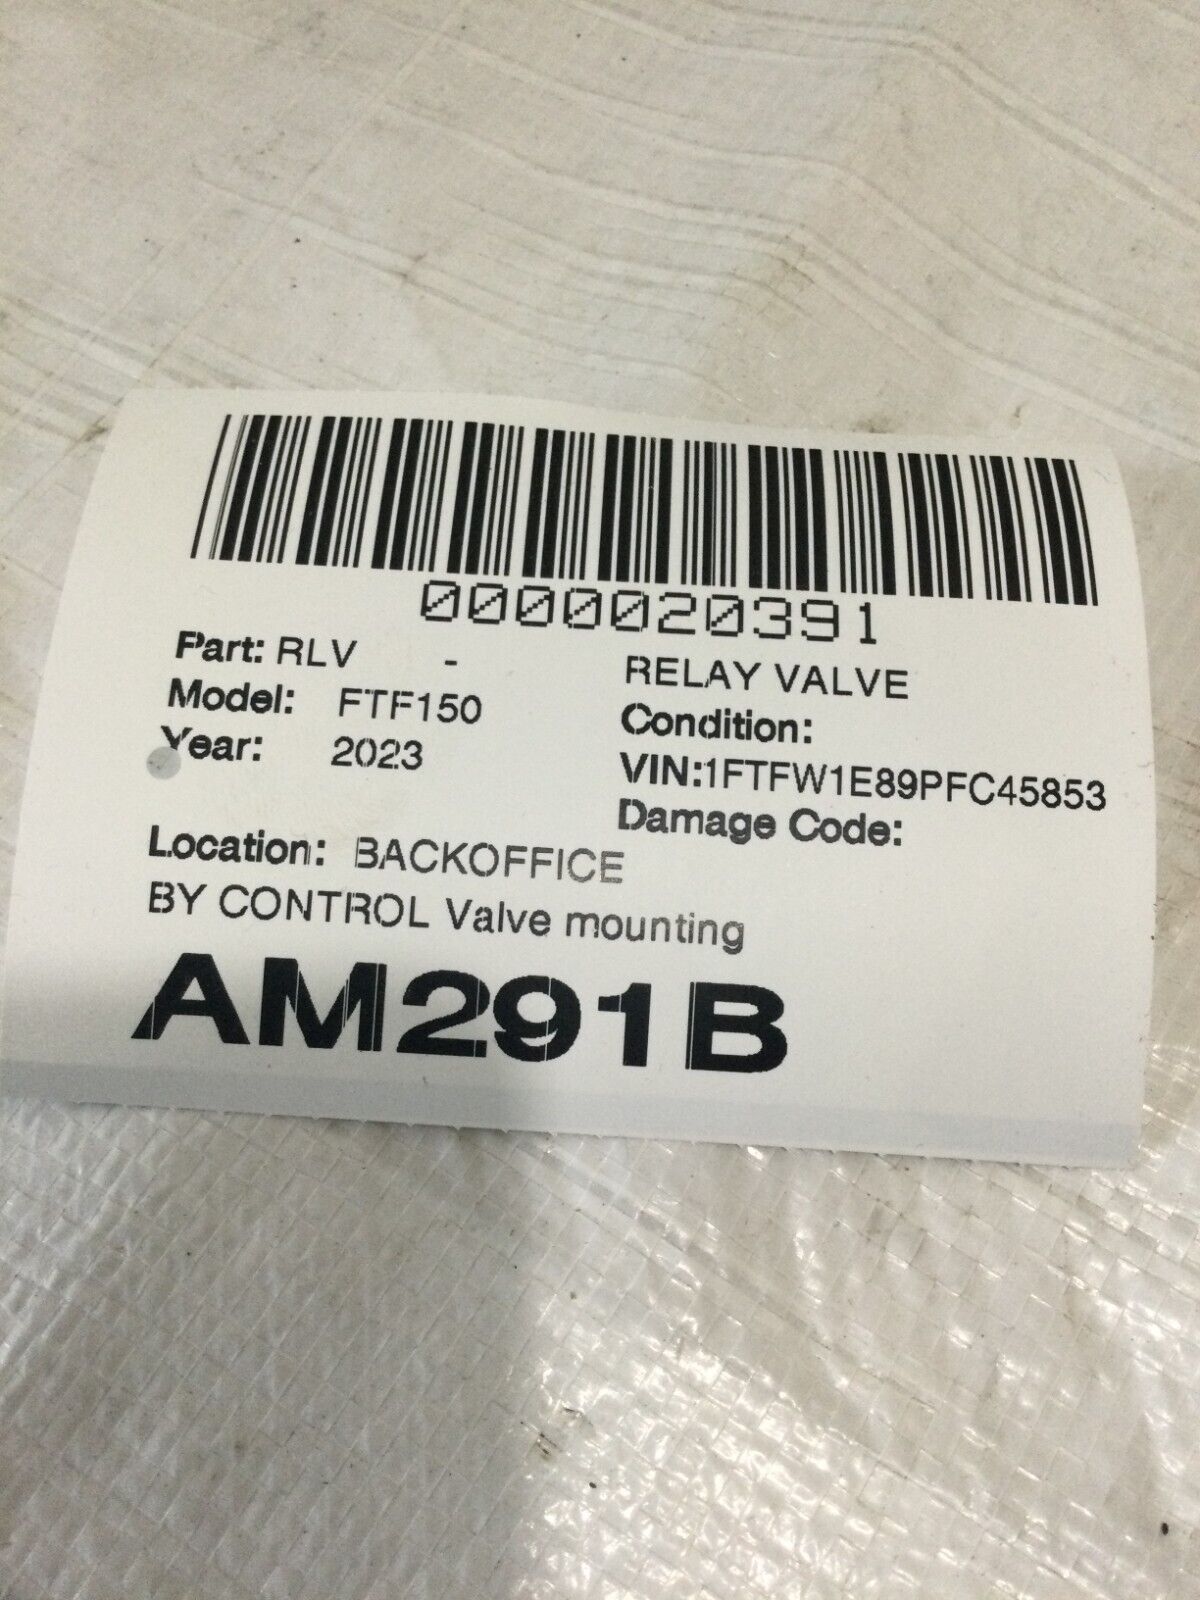 0000020391
Part: RLV - RELAY VALVE
Model: FTF150 Condition:
Year: 2023 VIN:1FTFW1E89PFC45853
Damage Code:
Location: BACKOFFICE
BY CONTROL Valve mounting
AM291B